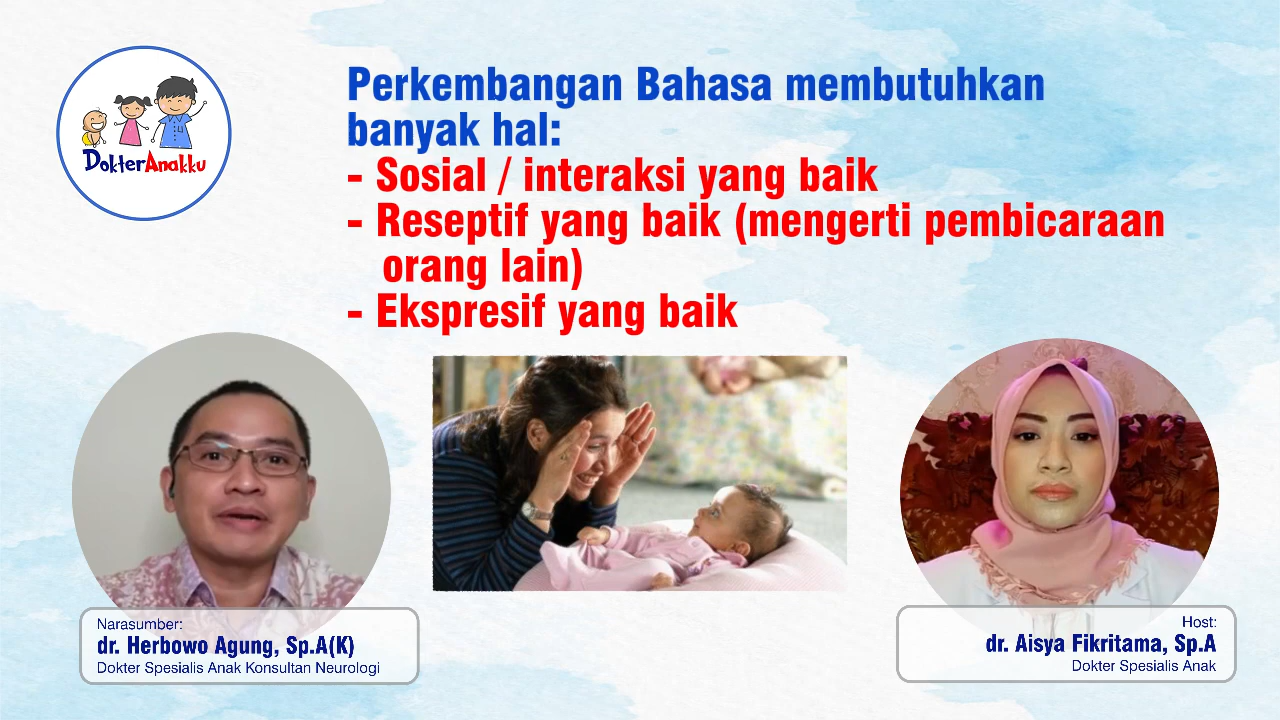 DokterAnakku
Perkembangan Bahasa membutuhkan
banyak hal:
- Sosial / interaksi yang baik
- Reseptif yang baik (mengerti pembicaraan
orang lain)
- Ekspresif yang baik
Narasumber:
dr. Herbowo Agung, Sp.A(K)
Dokter Spesialis Anak Konsultan Neurologi
Host:
dr. Aisya Fikritama, Sp.A
Dokter Spesialis Anak